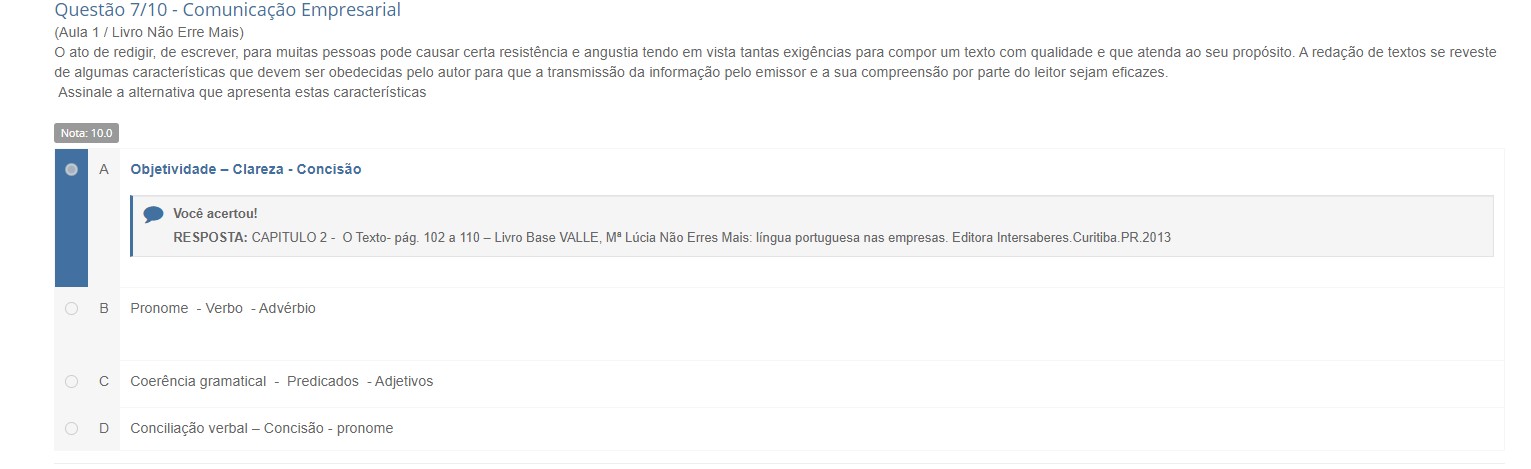 Questão 7/10 - Comunicação Empresarial
(Aula 1 / Livro Não Erre Mais)
O ato de redigir, de escrever, para muitas pessoas pode causar certa resistência e angustia tendo em vista tantas exigências para compor um texto com qualidade e que atenda ao seu propósito. A redação de textos se reveste
de algumas características que devem ser obedecidas pelo autor para que a transmissão da informação pelo emissor e a sua compreensão por parte do leitor sejam eficazes.
Assinale a alternativa que apresenta estas características
Nota: 10.0
A Objetividade – Clareza - Concisão
Você acertou!
RESPOSTA: CAPITULO 2 - O Texto- pág. 102 a 110 – Livro Base VALLE, Mª Lúcia Não Erres Mais: língua portuguesa nas empresas. Editora Intersaberes.Curitiba.PR.2013
B Pronome - Verbo - Advérbio
C Coerência gramatical - Predicados - Adjetivos
D Conciliação verbal – Concisão - pronome